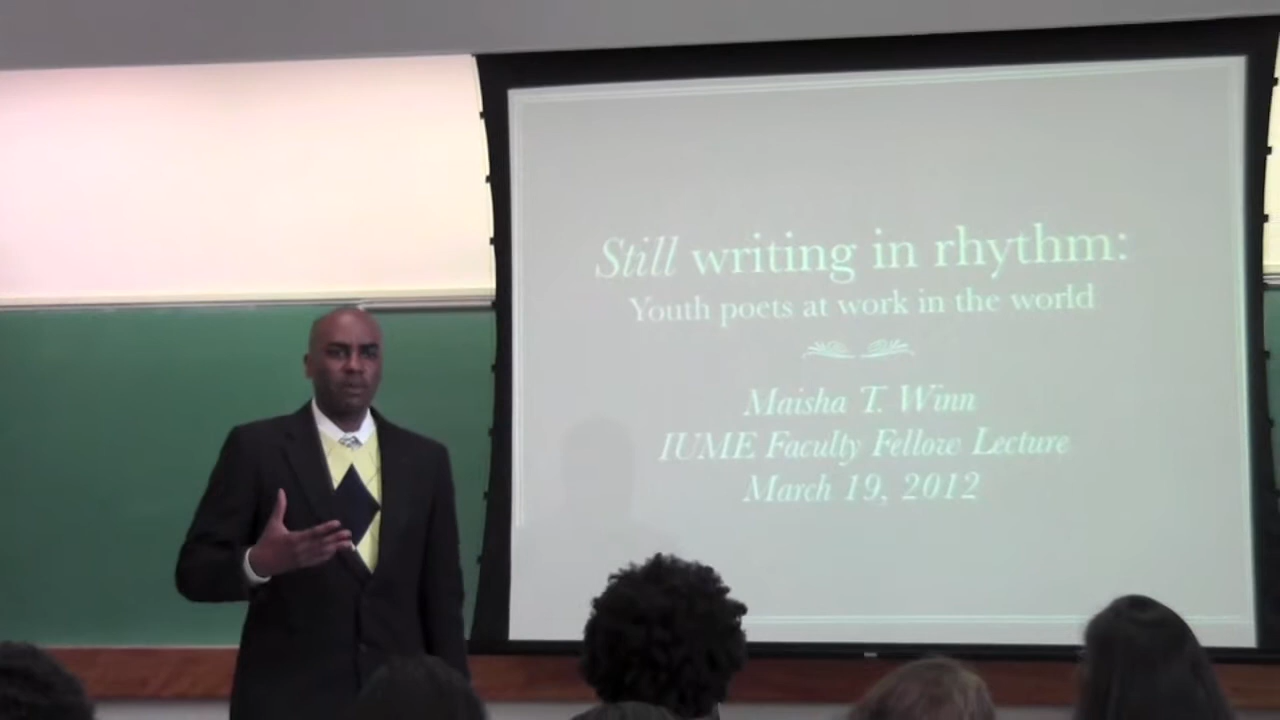 Still writing in rhythm:
Youth poets at work in the world
Maisha T. Winn
IUME Faculty Fellow Lecture
March 19, 2012